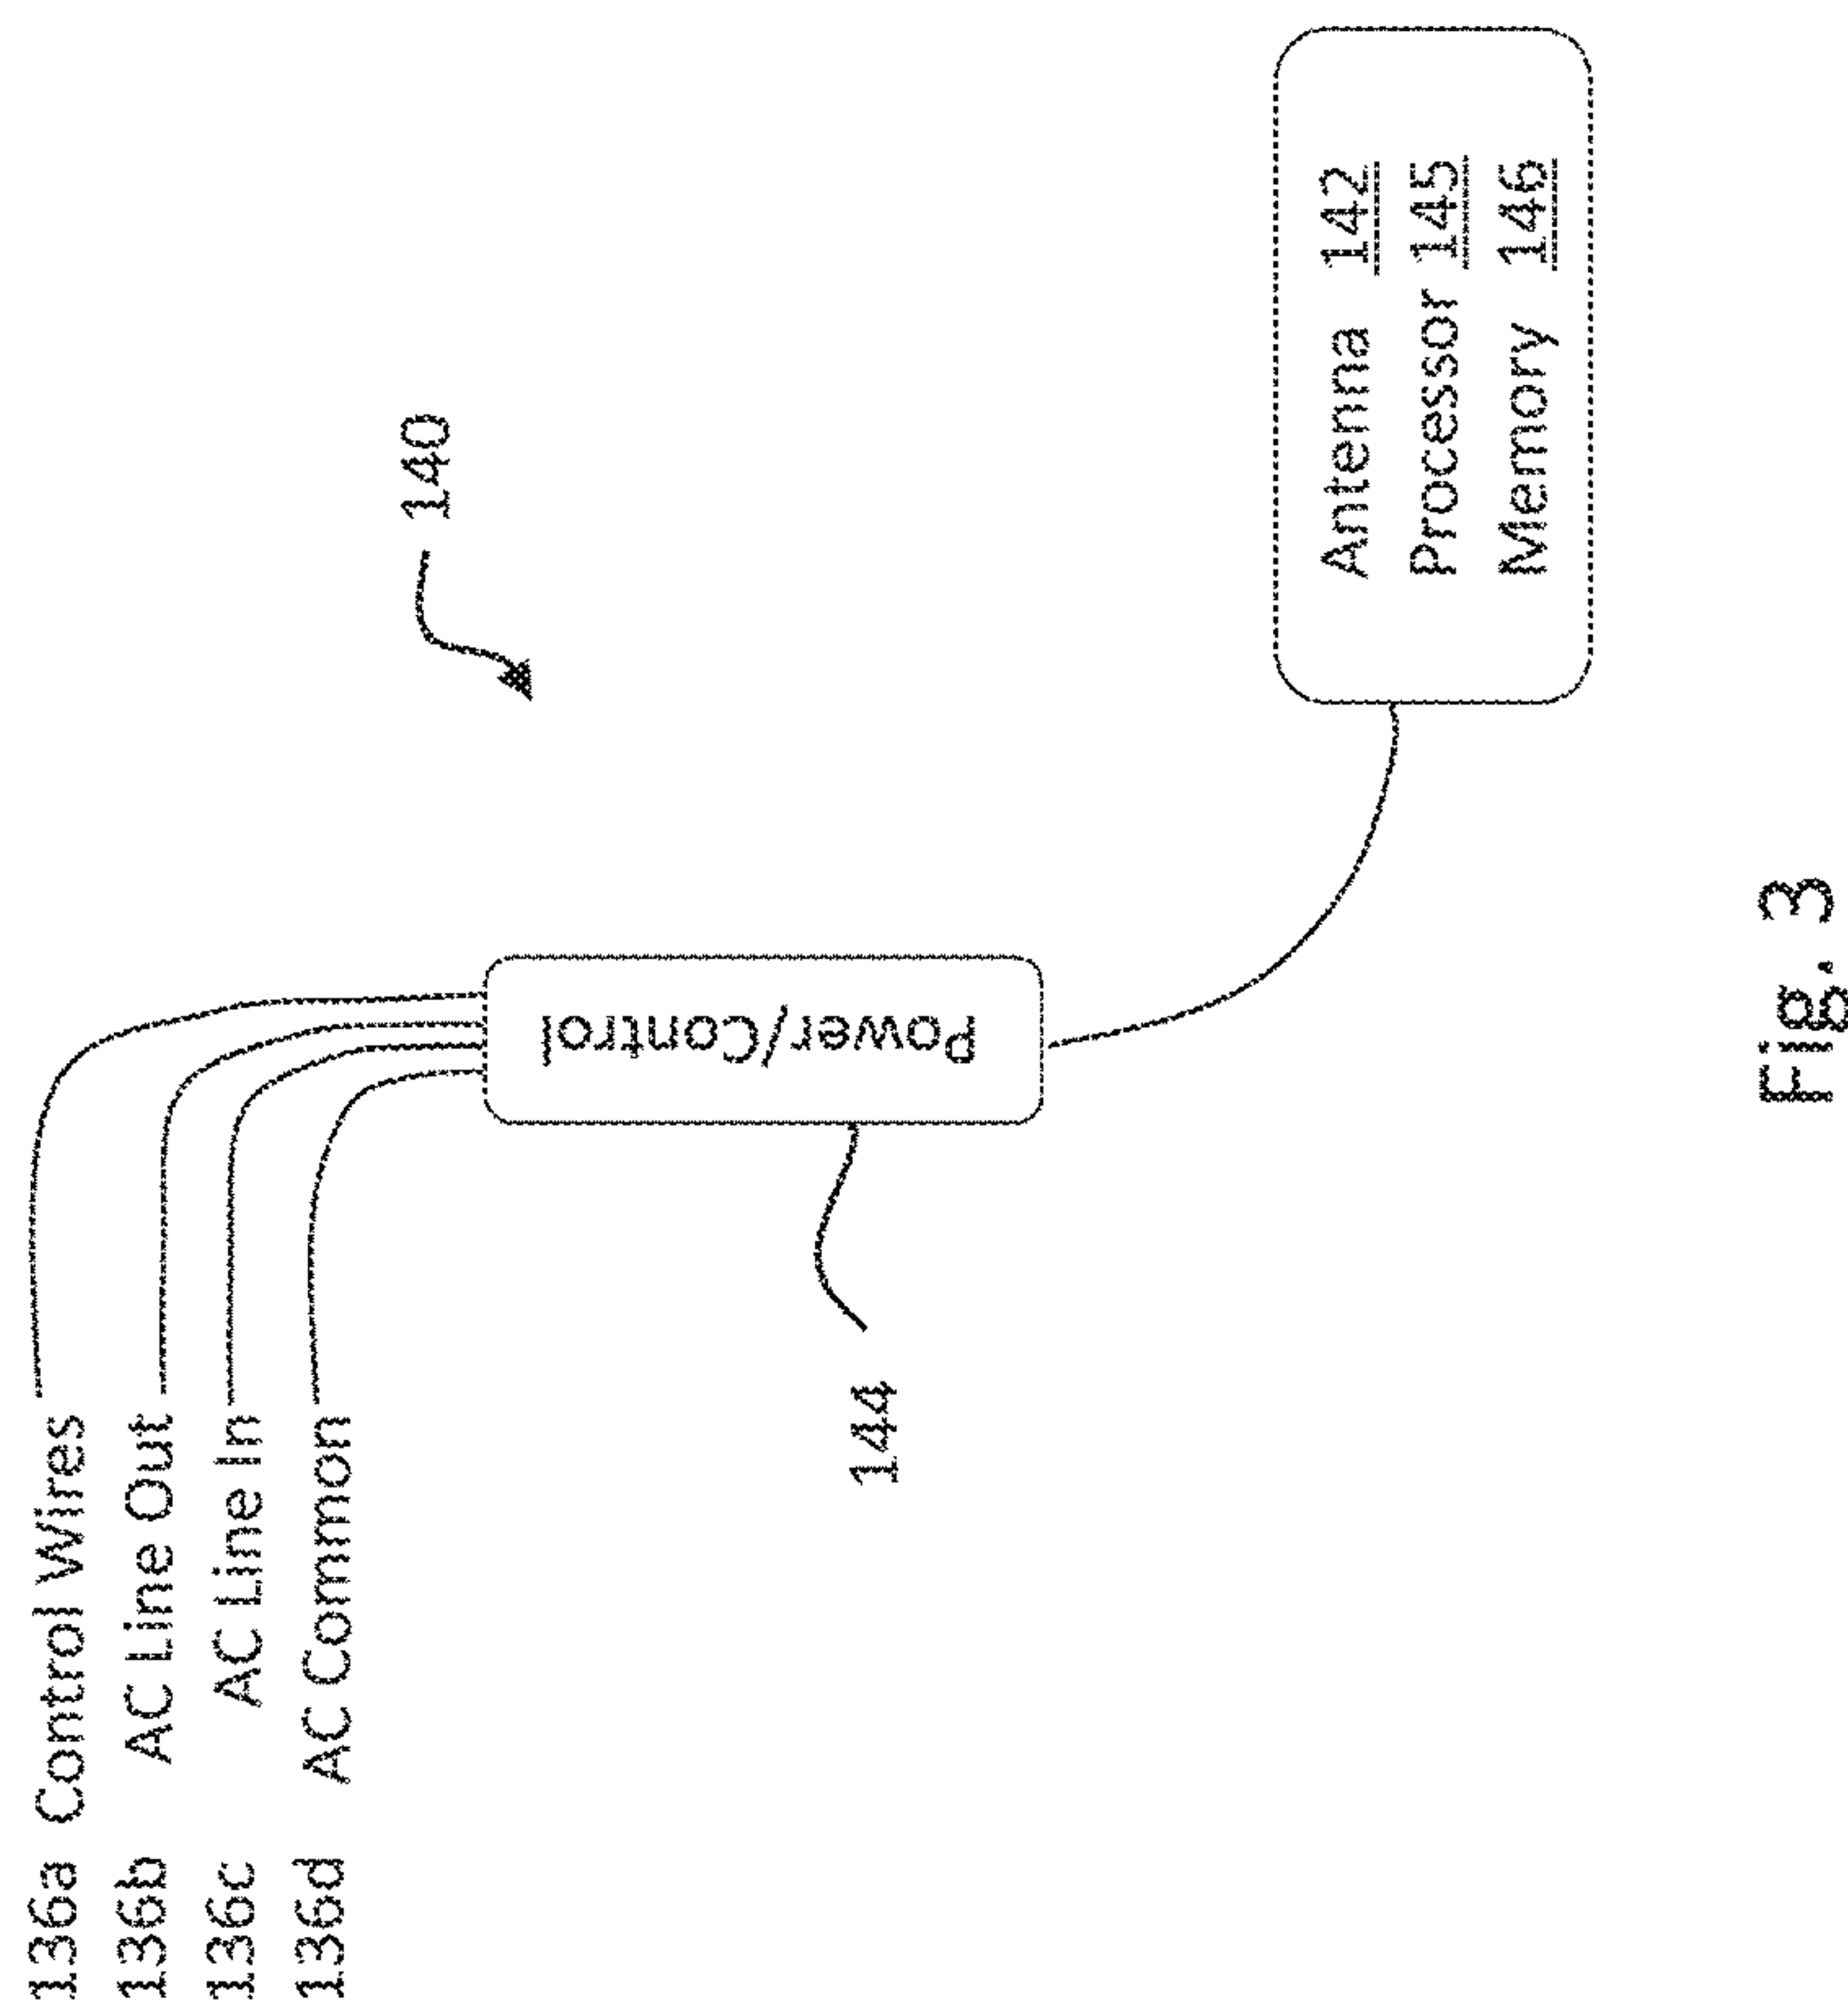 136a Control Wires
136b AC Line Out
136c AC Line In
136d AC Common
140
Power/Control
144
Antenna 142
Processor 145
Memory 146
Fig. 3